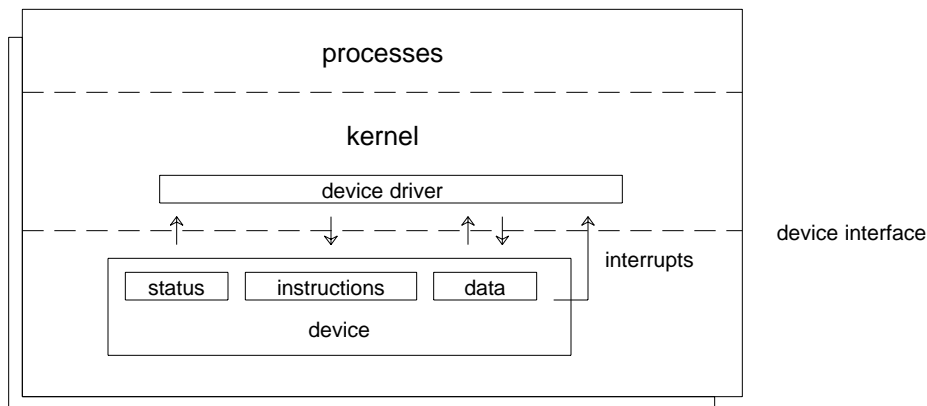 processes
kernel
device driver
device interface
interrupts
status instructions data
device